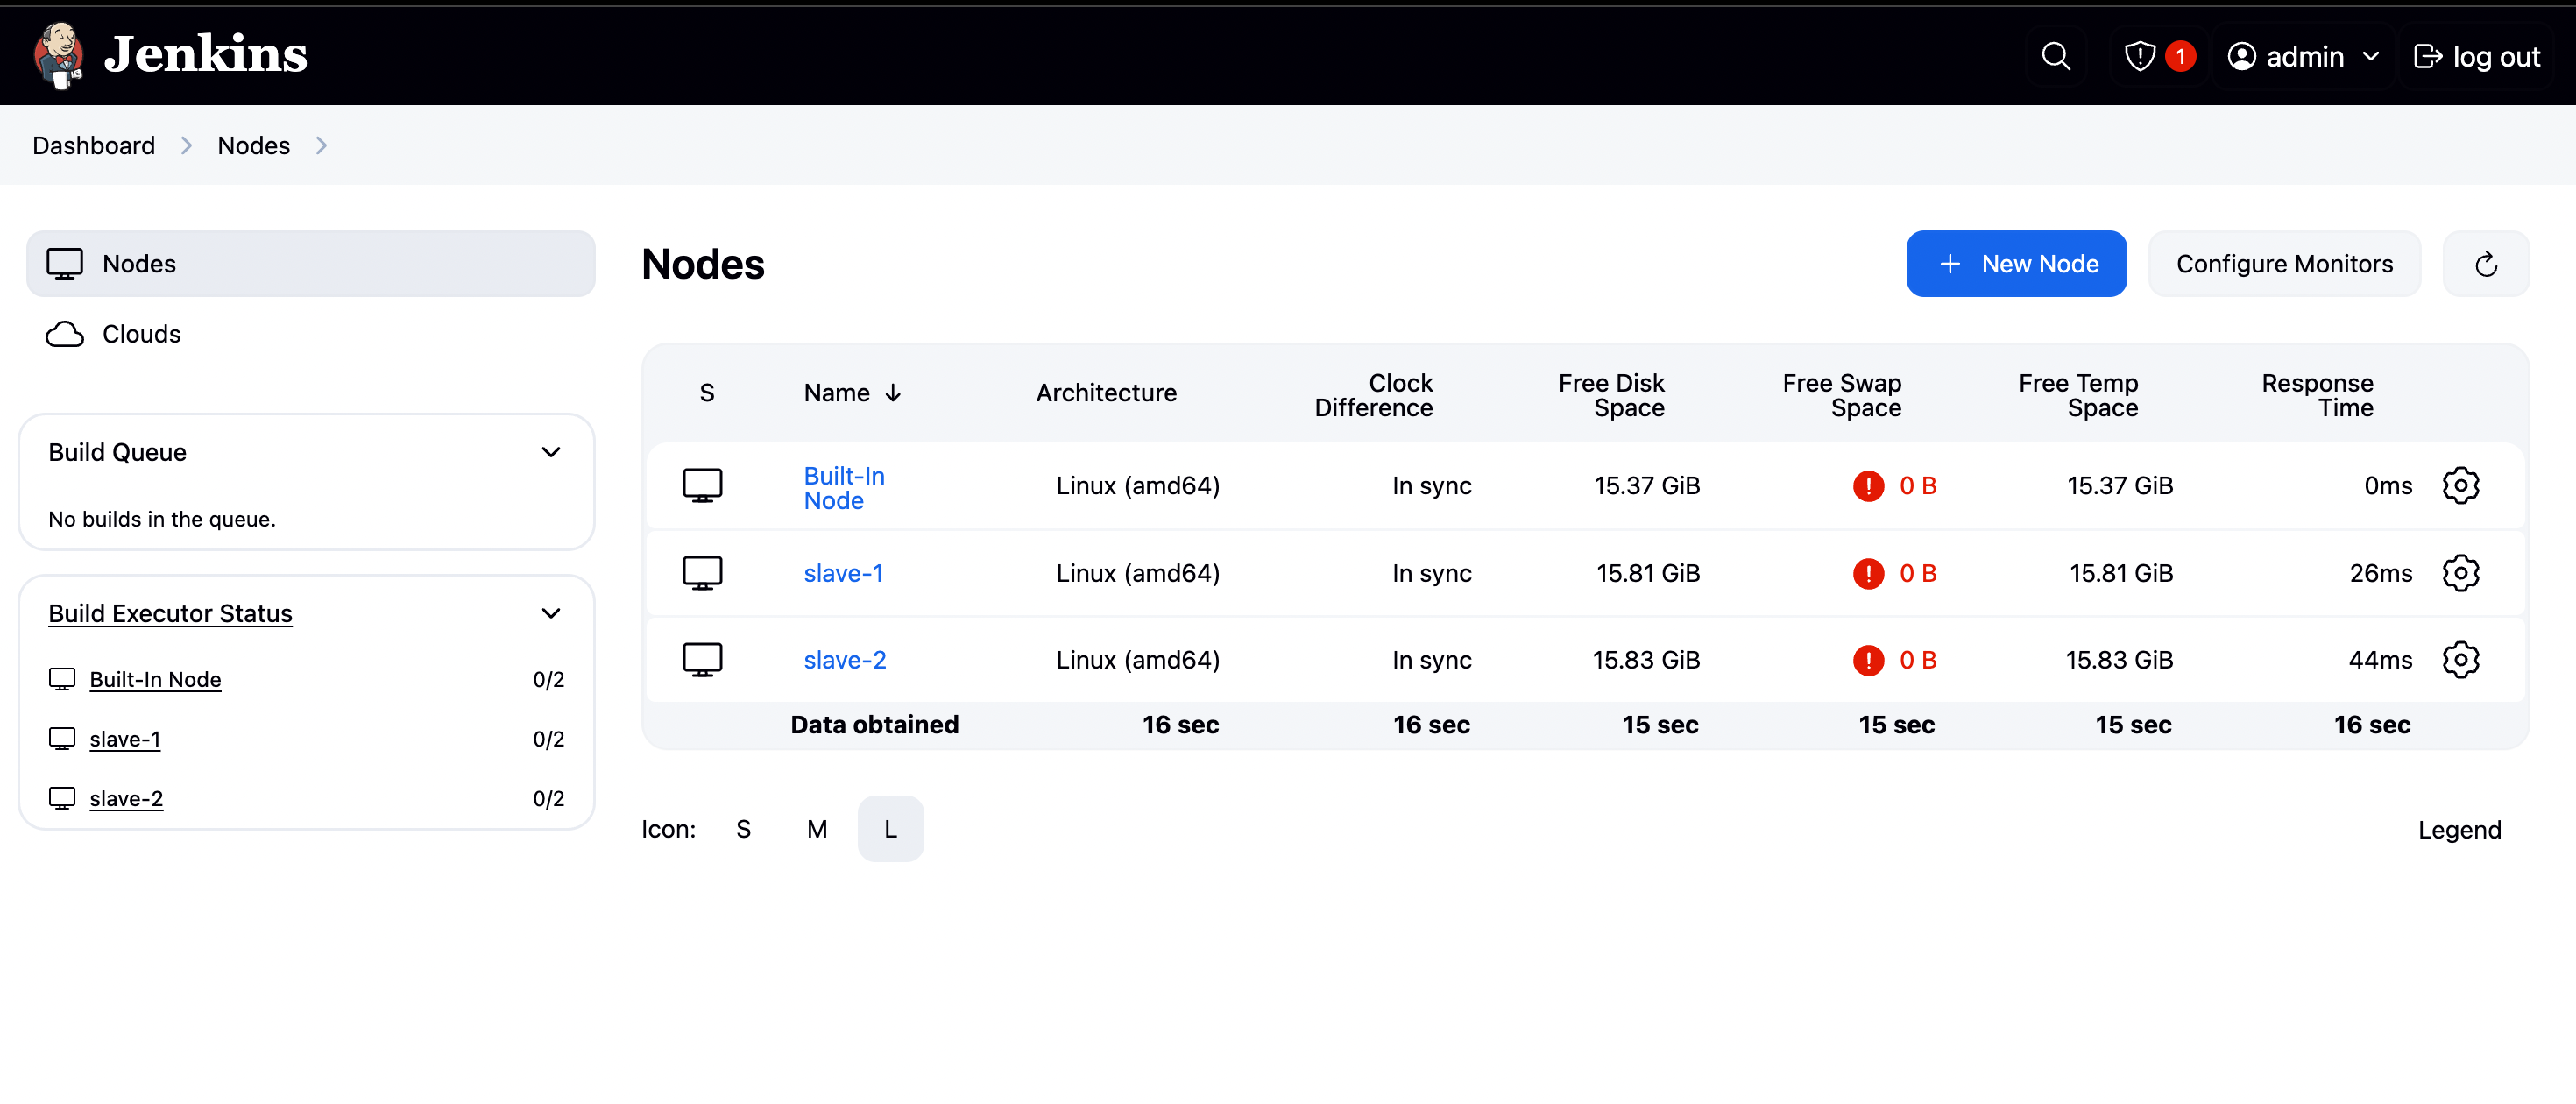 Jenkins
1
admin
log out
Dashboard
Nodes
Nodes
Clouds
Build Queue
No builds in the queue.
Build Executor Status
Built-In Node 0/2
slave-1 0/2
slave-2 0/2
Nodes
+ New Node
Configure Monitors
S Name ↓ Architecture Clock Difference Free Disk Space Free Swap Space Free Temp Space Response Time
Built-In Node Linux (amd64) In sync 15.37 GiB 0 B 15.37 GiB 0ms
slave-1 Linux (amd64) In sync 15.81 GiB 0 B 15.81 GiB 26ms
slave-2 Linux (amd64) In sync 15.83 GiB 0 B 15.83 GiB 44ms
Data obtained 16 sec 16 sec 15 sec 15 sec 15 sec 16 sec
Icon: S M L
Legend